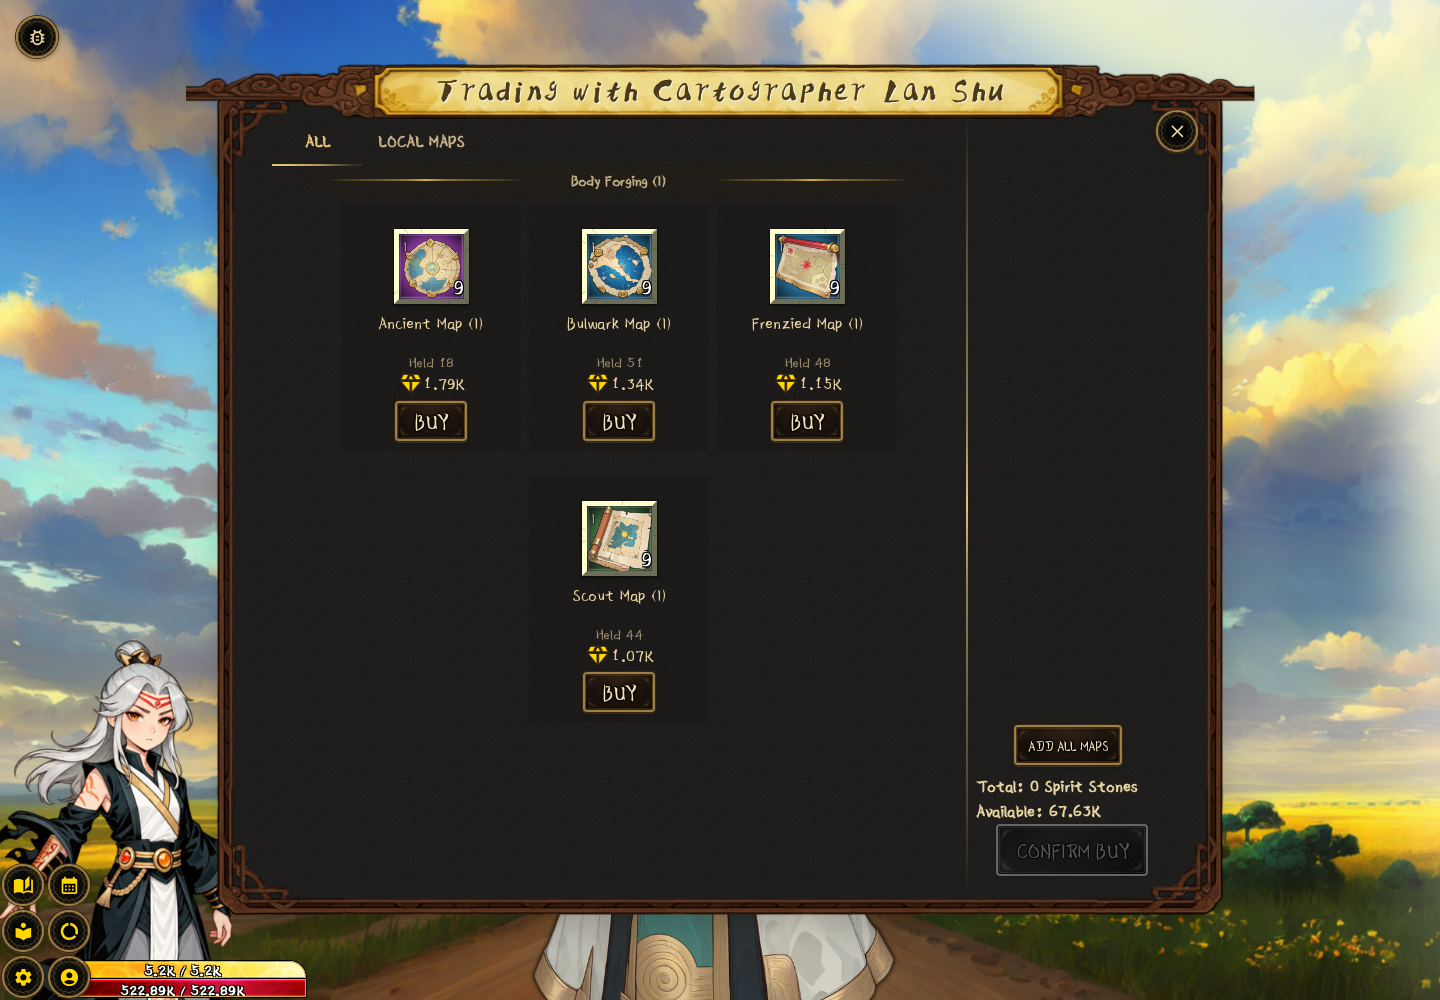 Trading with Cartographer Lan Shu
ALL
LOCAL MAPS
Body Forging (I)
I
9
I
9
9
Ancient Map (I)
Bulwark Map (I)
Frenzied Map (I)
Held 18
Held 51
Held 48
1.79K
1.34K
1.15K
BUY
BUY
BUY
I
9
Scout Map (I)
Held 44
1.07K
BUY
ADD ALL MAPS
Total: 0 Spirit Stones
Available: 67.63K
CONFIRM BUY
5.2K / 5.2K
522.89K / 522.89K